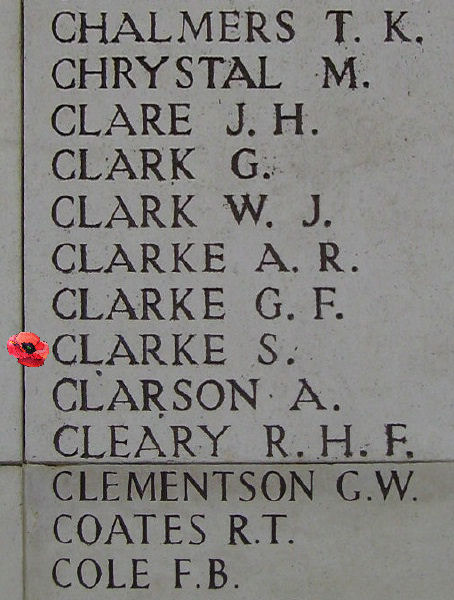 CHALMERS T. K.
CHRYSTAL M.
CLARE J. H.
CLARK G.
CLARK W. J.
CLARKE A. R.
CLARKE G. F.
CLARKE S.
CLARSON A.
CLEARY R. H. F.
CLEMENTSON G.W.
COATES R.T.
COLE F.B.